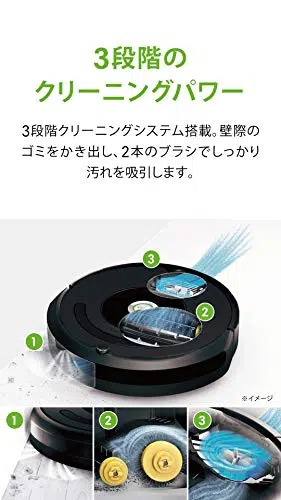 3段階の
クリーニングパワー
3段階クリーニングシステム搭載。壁際の
ゴミをかき出し、2本のブラシでしっかり
汚れを吸引します。
3
2
1
※イメージ
1
2
3